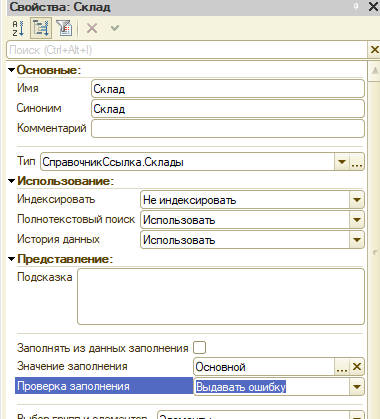 Свойства: Склад
Поиск (Ctrl+Alt+I)
Основные:
Имя Склад
Синоним Склад
Комментарий
Тип СправочникСсылка.Склады
Использование:
Индексировать Не индексировать
Полнотекстовый поиск Использовать
История данных Использовать
Представление:
Подсказка
Заполнять из данных заполнения
Значение заполнения Основной
Проверка заполнения Выдавать ошибку
Выбор групп и элементов Элементы